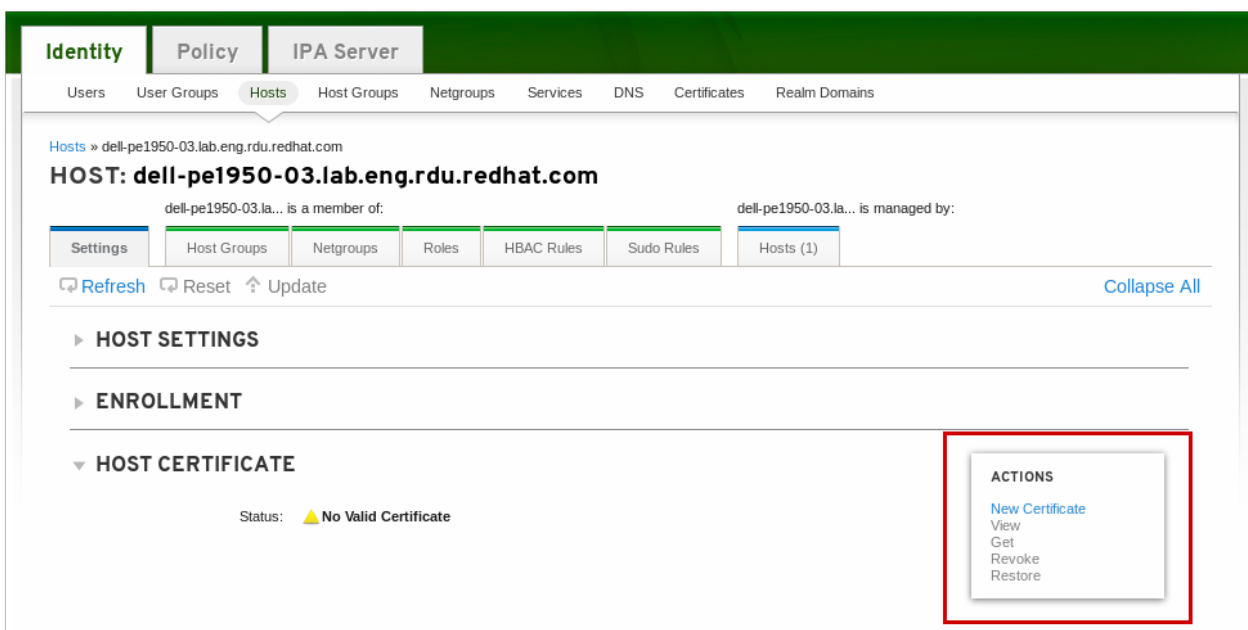 Identity Policy IPA Server
Users User Groups Hosts Host Groups Netgroups Services DNS Certificates Realm Domains
Hosts » dell-pe1950-03.lab.eng.rdu.redhat.com
HOST: dell-pe1950-03.lab.eng.rdu.redhat.com
dell-pe1950-03.la... is a member of: dell-pe1950-03.la... is managed by:
Settings Host Groups Netgroups Roles HBAC Rules Sudo Rules Hosts (1)
Refresh Reset Update Collapse All
HOST SETTINGS
ENROLLMENT
HOST CERTIFICATE
Status: No Valid Certificate
ACTIONS
New Certificate
View
Get
Revoke
Restore